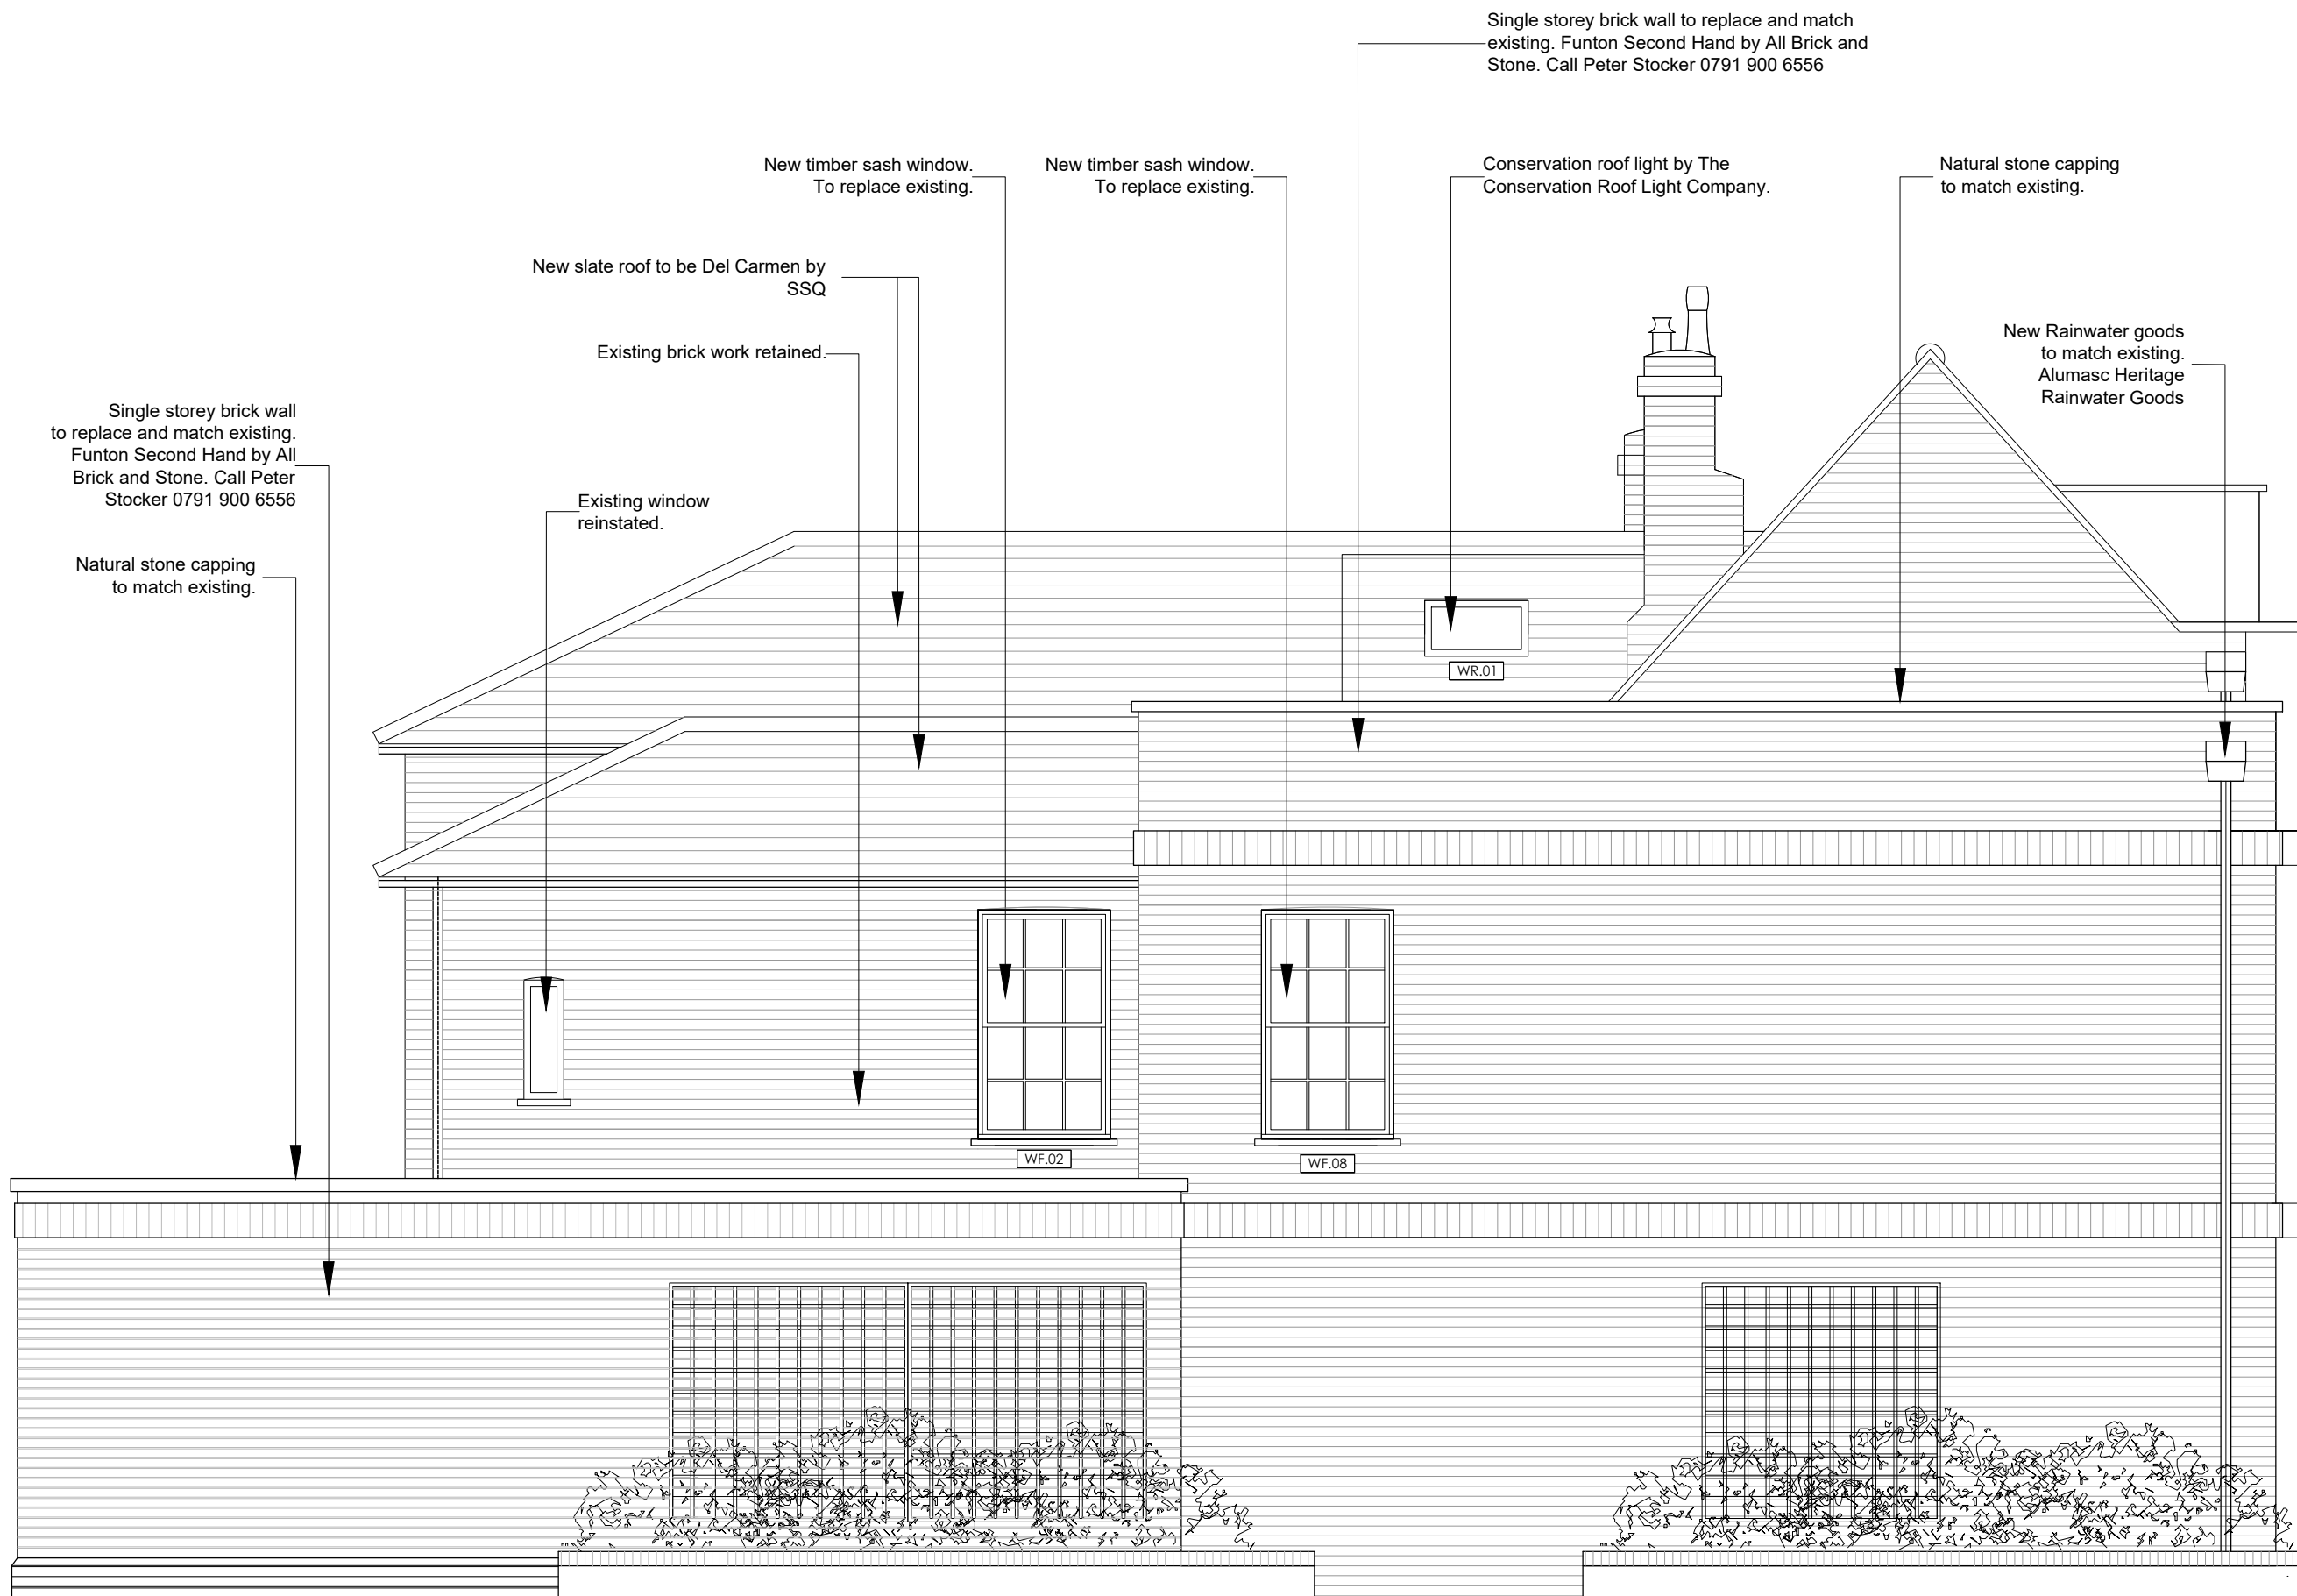 Single storey brick wall to replace and match
existing. Funton Second Hand by All Brick and
Stone. Call Peter Stocker 0791 900 6556
New timber sash window.
To replace existing.
New timber sash window.
To replace existing.
Conservation roof light by The
Conservation Roof Light Company.
Natural stone capping
to match existing.
New slate roof to be Del Carmen by
SSQ
Existing brick work retained.
New Rainwater goods
to match existing.
Alumasc Heritage
Rainwater Goods
Single storey brick wall
to replace and match existing.
Funton Second Hand by All
Brick and Stone. Call Peter
Stocker 0791 900 6556
Existing window
reinstated.
Natural stone capping
to match existing.
WR.01
WF.02
WF.08